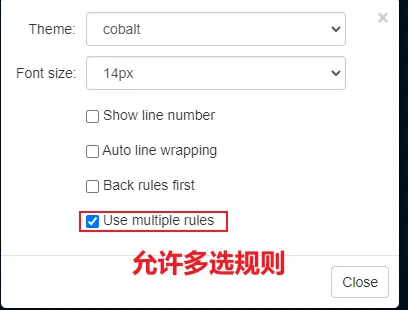 ×
Theme: cobalt
Font size: 14px
Show line number
Auto line wrapping
Back rules first
Use multiple rules
允许多选规则
Close